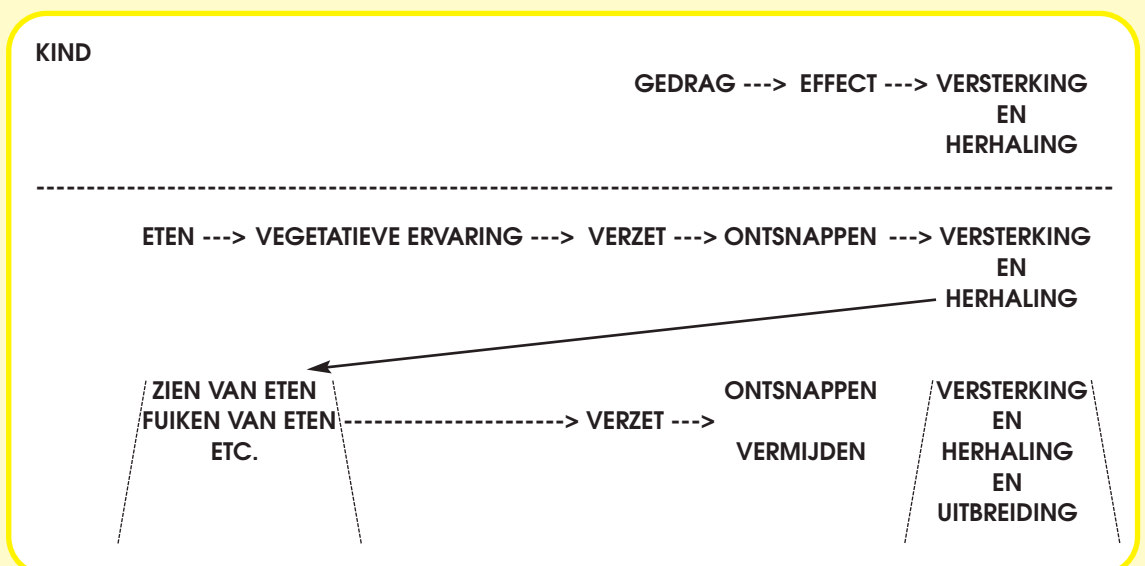 KIND
GEDRAG ---> EFFECT ---> VERSTERKING
EN
HERHALING
ETEN ---> VEGETATIEVE ERVARING ---> VERZET ---> ONTSNAPPEN ---> VERSTERKING
EN
HERHALING
ZIEN VAN ETEN ONTSNAPPEN VERSTERKING
FUIKEN VAN ETEN ----------------------> VERZET ---> EN
ETC. VERMIJDEN HERHALING
EN
UITBREIDING